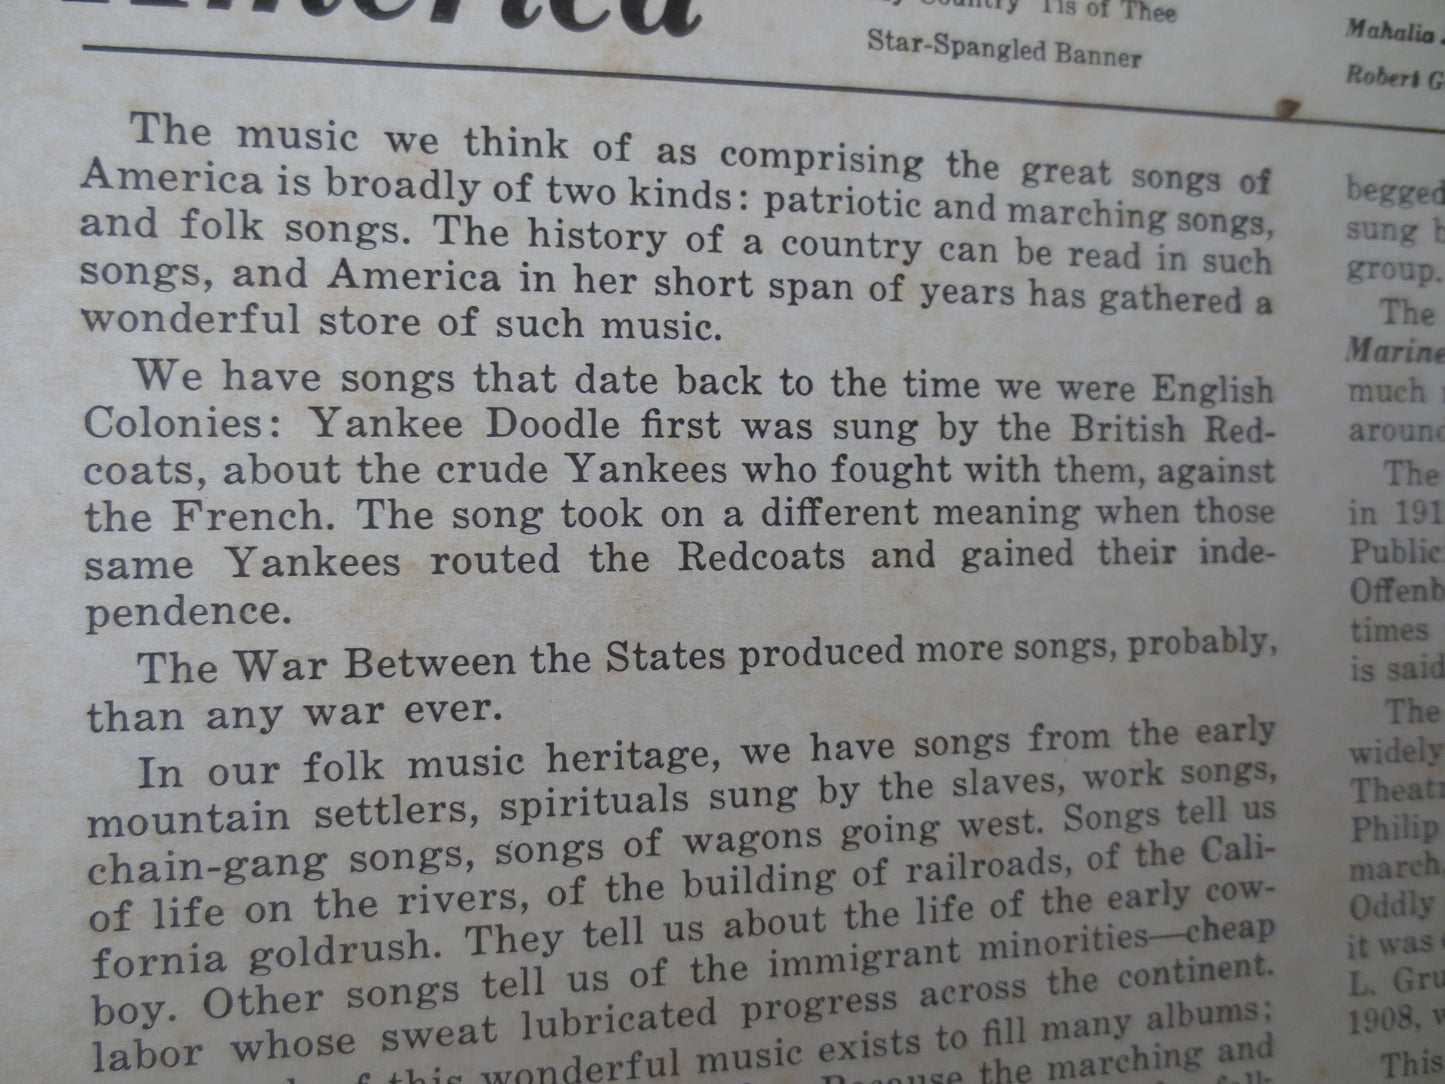 America
Country 'Tis of Thee
Star-Spangled Banner
Mahalia
Robert G
The music we think of as comprising the great songs of
America is broadly of two kinds: patriotic and marching songs,
and folk songs. The history of a country can be read in such
songs, and America in her short span of years has gathered a
wonderful store of such music.
We have songs that date back to the time we were English
Colonies: Yankee Doodle first was sung by the British Red-
coats, about the crude Yankees who fought with them, against
the French. The song took on a different meaning when those
same Yankees routed the Redcoats and gained their inde-
pendence.
The War Between the States produced more songs, probably,
than any war ever.
In our folk music heritage, we have songs from the early
mountain settlers, spirituals sung by the slaves, work songs,
chain-gang songs, songs of wagons going west. Songs tell us
of life on the rivers, of the building of railroads, of the Cali-
fornia goldrush. They tell us about the life of the early cow-
boy. Other songs tell us of the immigrant minorities—cheap
labor whose sweat lubricated progress across the continent.
of this wonderful music exists to fill many albums;
Because the marching and
begged
sung b
group.
The
Marine
much
around
The
in 191
Public
Offenb
times
is said
The
widely
Theatr
Philip
march,
Oddly
it was
L. Gru
1908, w
This